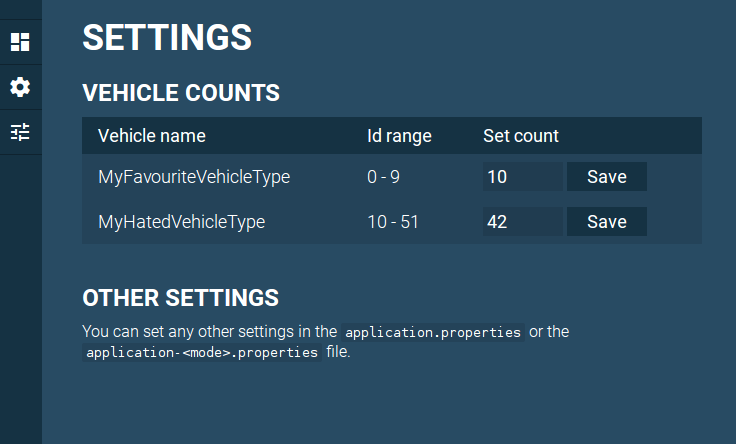 SETTINGS
VEHICLE COUNTS
Vehicle name Id range Set count
MyFavouriteVehicleType 0 - 9 10 Save
MyHatedVehicleType 10 - 51 42 Save
OTHER SETTINGS
You can set any other settings in the application.properties or the
application-<mode>.properties file.